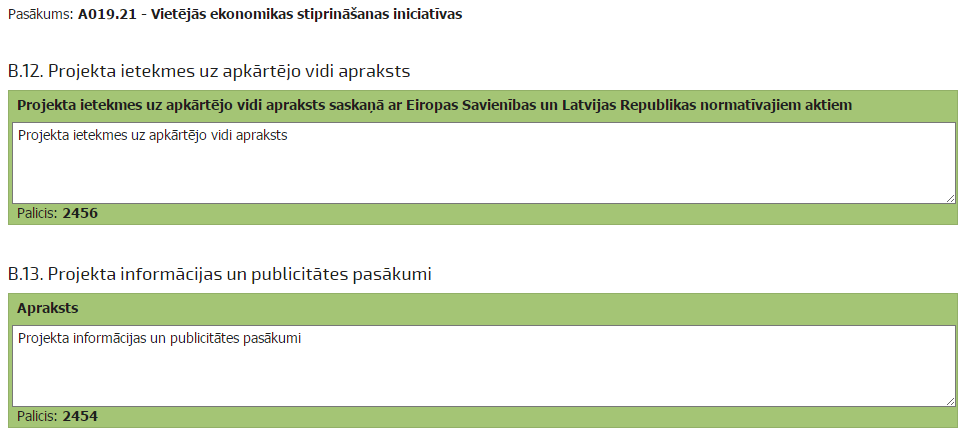 Pasākums: A019.21 - Vietējās ekonomikas stiprināšanas iniciatīvas
B.12. Projekta ietekmes uz apkārtējo vidi apraksts
Projekta ietekmes uz apkārtējo vidi apraksts saskaņā ar Eiropas Savienības un Latvijas Republikas normatīvajiem aktiem
Projekta ietekmes uz apkārtējo vidi apraksts
Palicis: 2456
B.13. Projekta informācijas un publicitātes pasākumi
Apraksts
Projekta informācijas un publicitātes pasākumi
Palicis: 2454